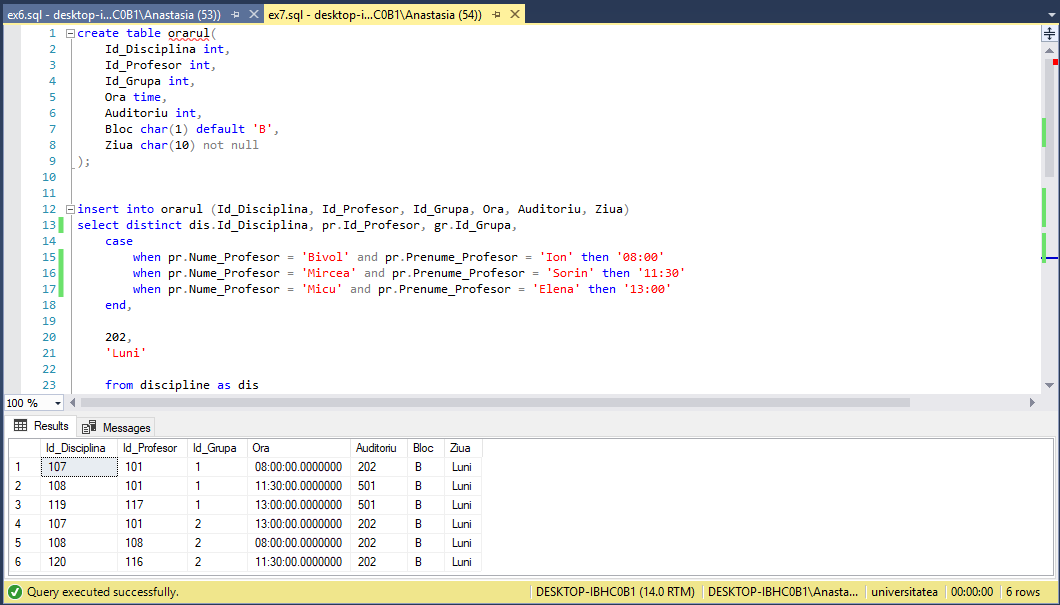 ex6.sql - desktop-i...C0B1\Anastasia (53)) ex7.sql - desktop-i...C0B1\Anastasia (54))
1 create table orarul(
2 Id_Disciplina int,
3 Id_Profesor int,
4 Id_Grupa int,
5 Ora time,
6 Auditoriu int,
7 Bloc char(1) default 'B',
8 Ziua char(10) not null
9 );
10
11
12 insert into orarul (Id_Disciplina, Id_Profesor, Id_Grupa, Ora, Auditoriu, Ziua)
13 select distinct dis.Id_Disciplina, pr.Id_Profesor, gr.Id_Grupa,
14 case
15 when pr.Nume_Profesor = 'Bivol' and pr.Prenume_Profesor = 'Ion' then '08:00'
16 when pr.Nume_Profesor = 'Mircea' and pr.Prenume_Profesor = 'Sorin' then '11:30'
17 when pr.Nume_Profesor = 'Micu' and pr.Prenume_Profesor = 'Elena' then '13:00'
18 end,
19
20 202,
21 'Luni'
22
23 from discipline as dis
100 %
Results Messages
Id_Disciplina Id_Profesor Id_Grupa Ora Auditoriu Bloc Ziua
1 107 101 1 08:00:00.0000000 202 B Luni
2 108 101 1 11:30:00.0000000 501 B Luni
3 119 117 1 13:00:00.0000000 501 B Luni
4 107 101 2 13:00:00.0000000 202 B Luni
5 108 108 2 08:00:00.0000000 202 B Luni
6 120 116 2 11:30:00.0000000 202 B Luni
Query executed successfully. DESKTOP-IBHC0B1 (14.0 RTM) DESKTOP-IBHC0B1\Anasta... universitatea 00:00:00 6 rows